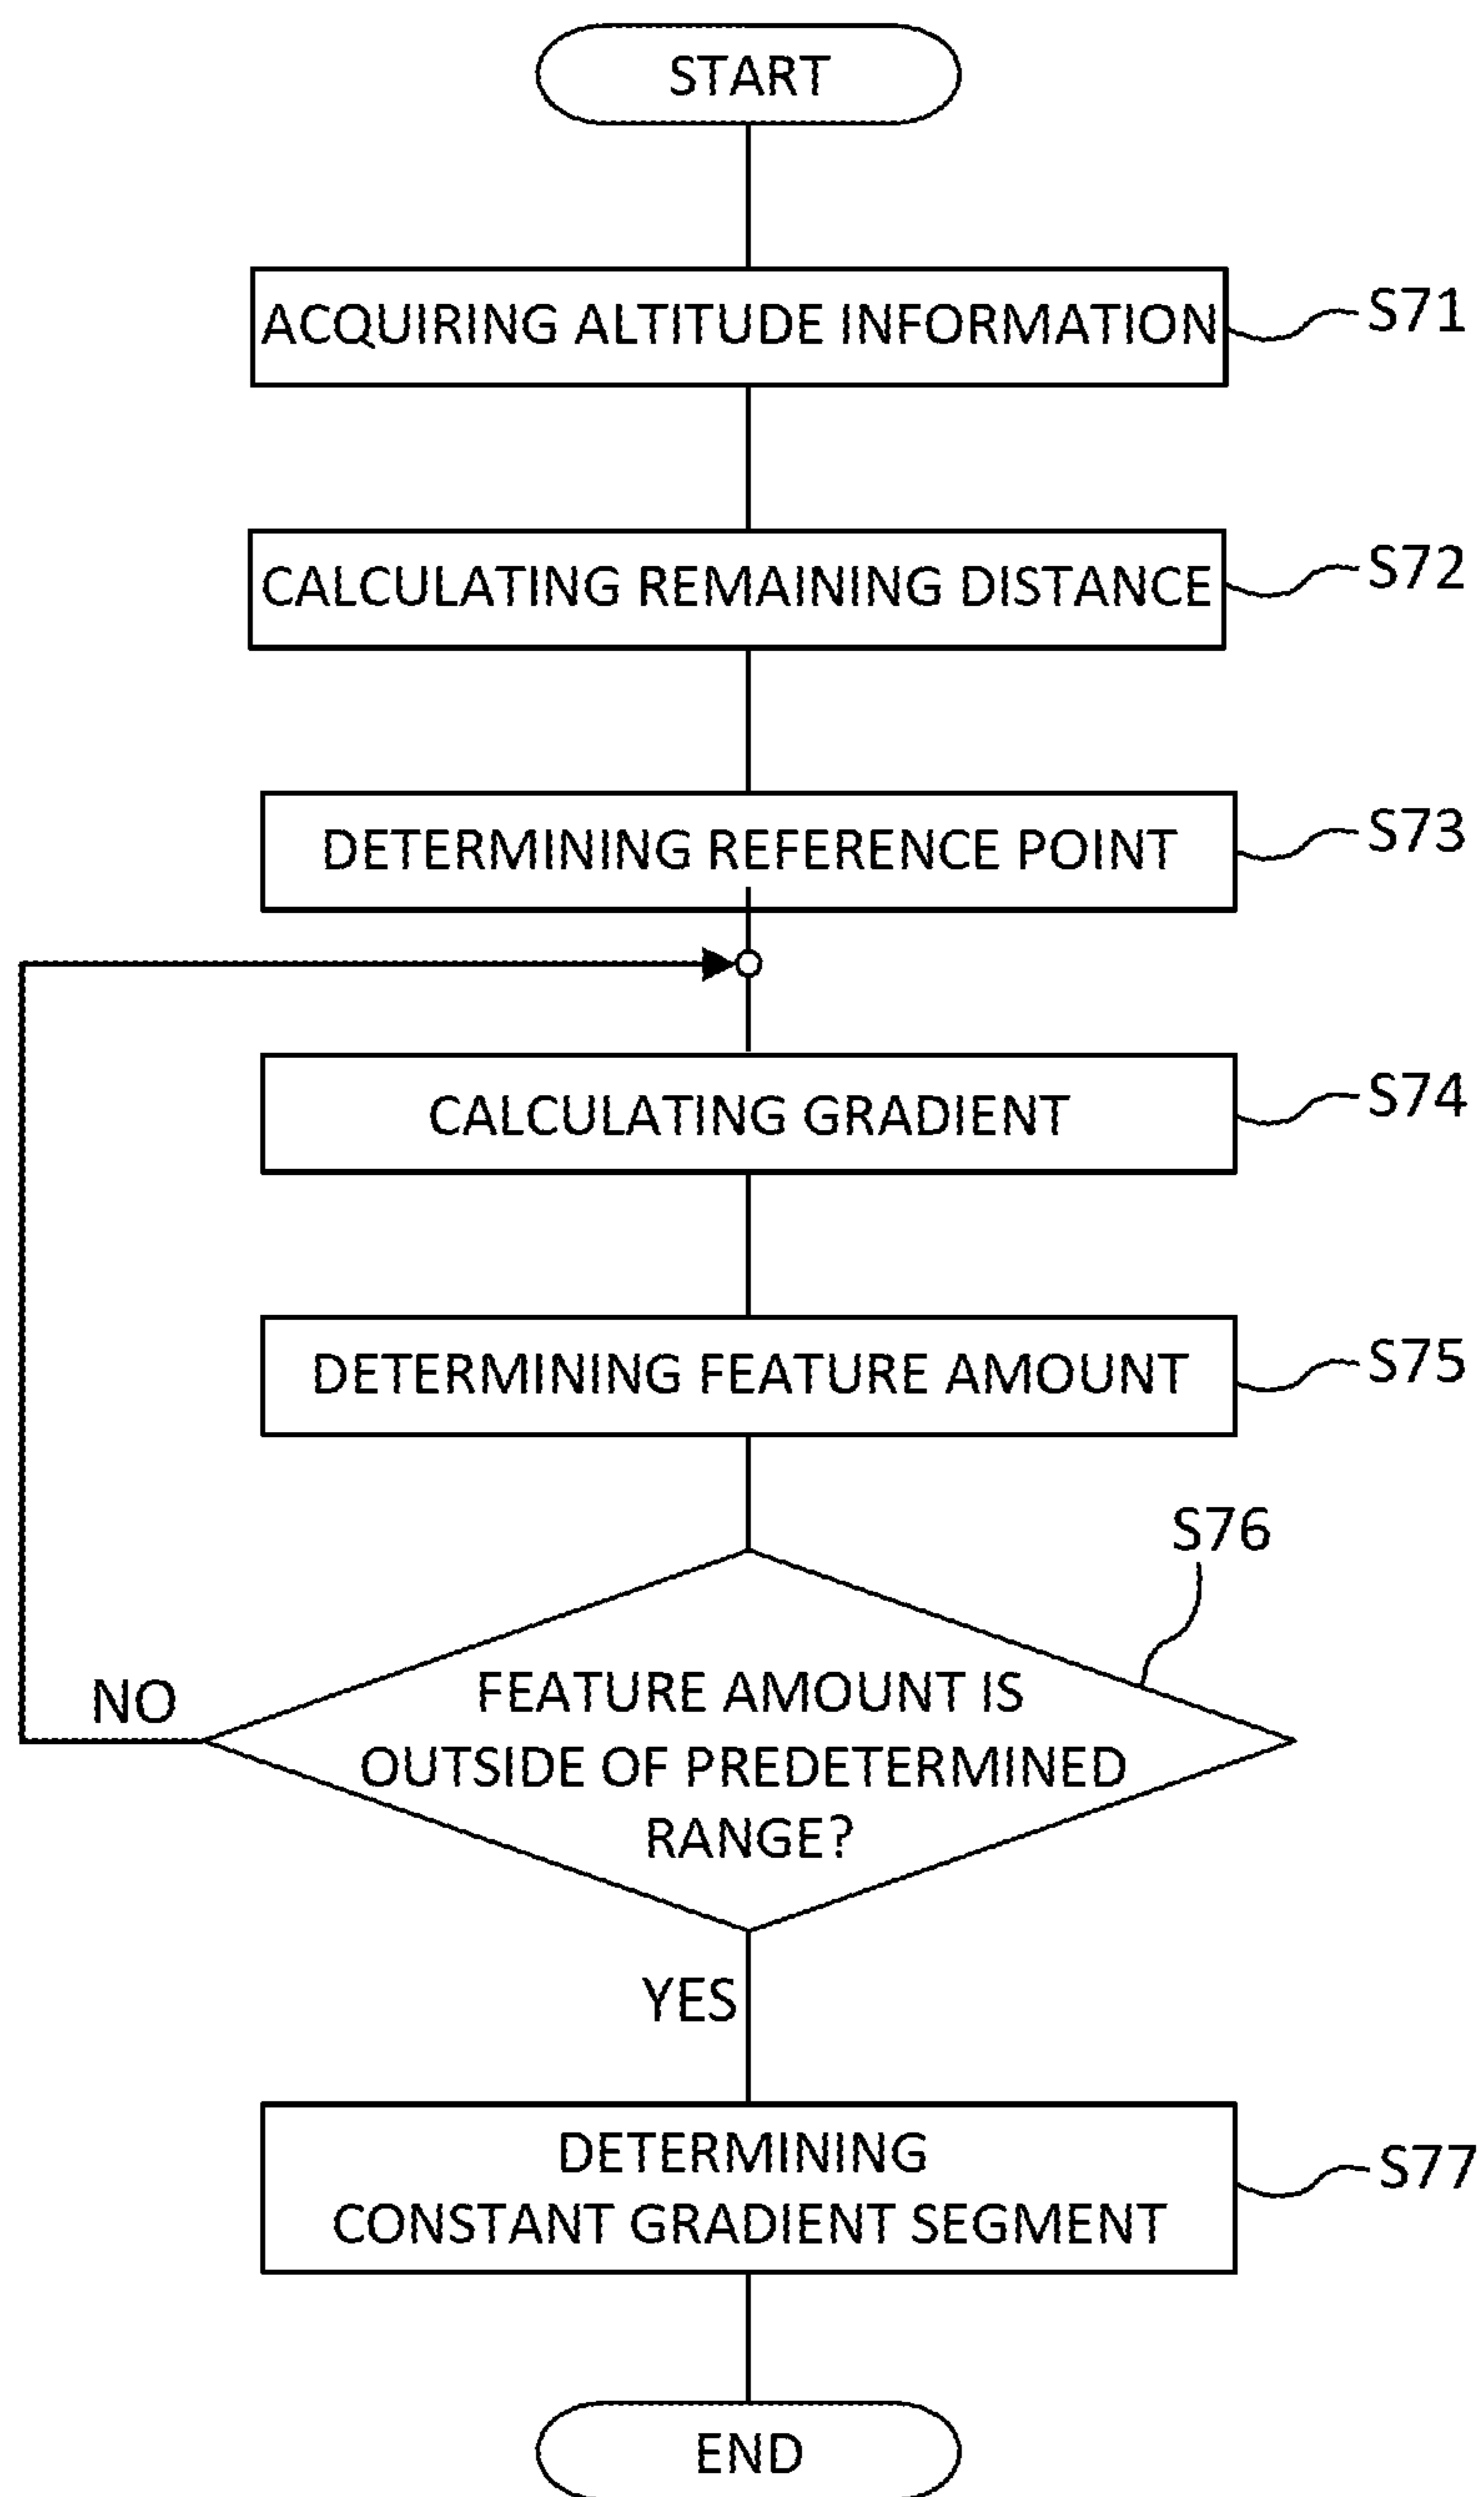 START
ACQUIRING ALTITUDE INFORMATION
S71
CALCULATING REMAINING DISTANCE
S72
DETERMINING REFERENCE POINT
S73
CALCULATING GRADIENT
S74
DETERMINING FEATURE AMOUNT
S75
S76
FEATURE AMOUNT IS
OUTSIDE OF PREDETERMINED
RANGE?
NO
YES
DETERMINING
CONSTANT GRADIENT SEGMENT
S77
END